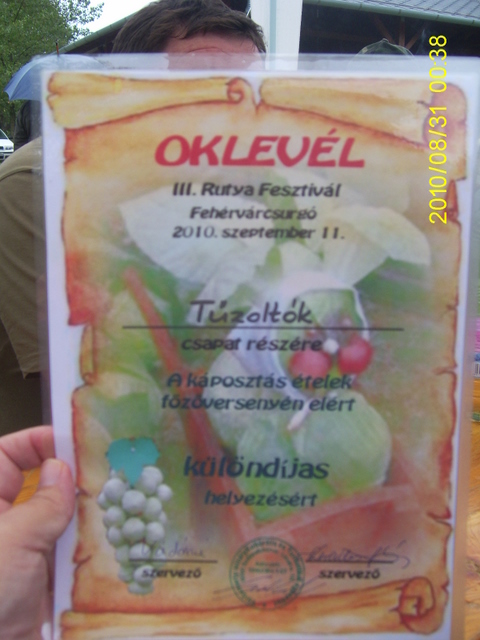 2010/08/31 00:38
OKLEVÉL
III. Rutya Fesztivál
Fehérvárcsurgó
2010. szeptember 11.
Tűzoltók
csapat részére
A káposztás ételek
főzőversenyén elért
különdíjas
helyezésért
szervező
szervező